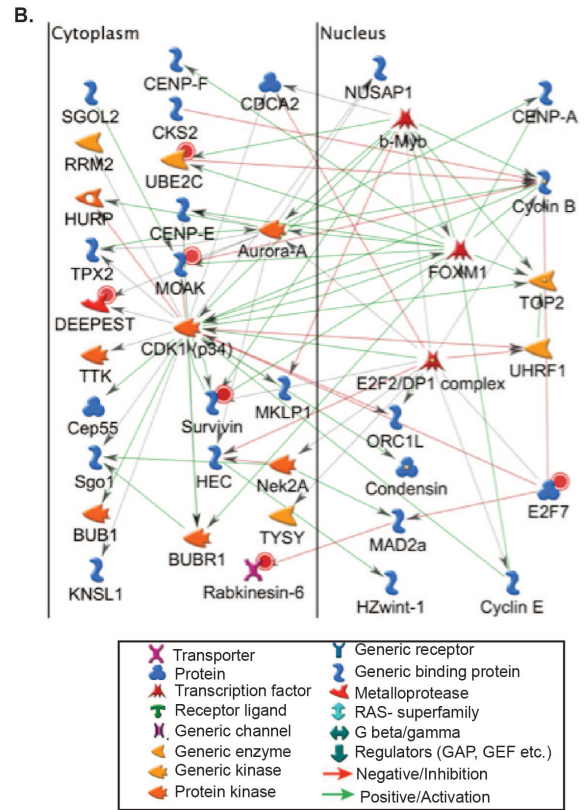 B.
Cytoplasm
Nucleus
CENP-F
CDCA2
NUSAP1
CENP-A
SGOL2
CKS2
b-Myb
RRM2
UBE2C
Cyclin B
HURP
CENP-E
Aurora-A
FOXM1
TPX2
MOAK
TOP2
DEEPEST
CDK1 (p34)
UHRF1
TTK
E2F2/DP1 complex
Cep55
Survivin
MKLP1
ORC1L
Sgo1
HEC
Nek2A
Condensin
E2F7
BUB1
BUBR1
TYSY
MAD2a
KNSL1
Rabkinesin-6
HZwint-1
Cyclin E
Transporter
Protein
Transcription factor
Receptor ligand
Generic channel
Generic enzyme
Generic kinase
Protein kinase
Generic receptor
Generic binding protein
Metalloprotease
RAS- superfamily
G beta/gamma
Regulators (GAP, GEF etc.)
Negative/Inhibition
Positive/Activation